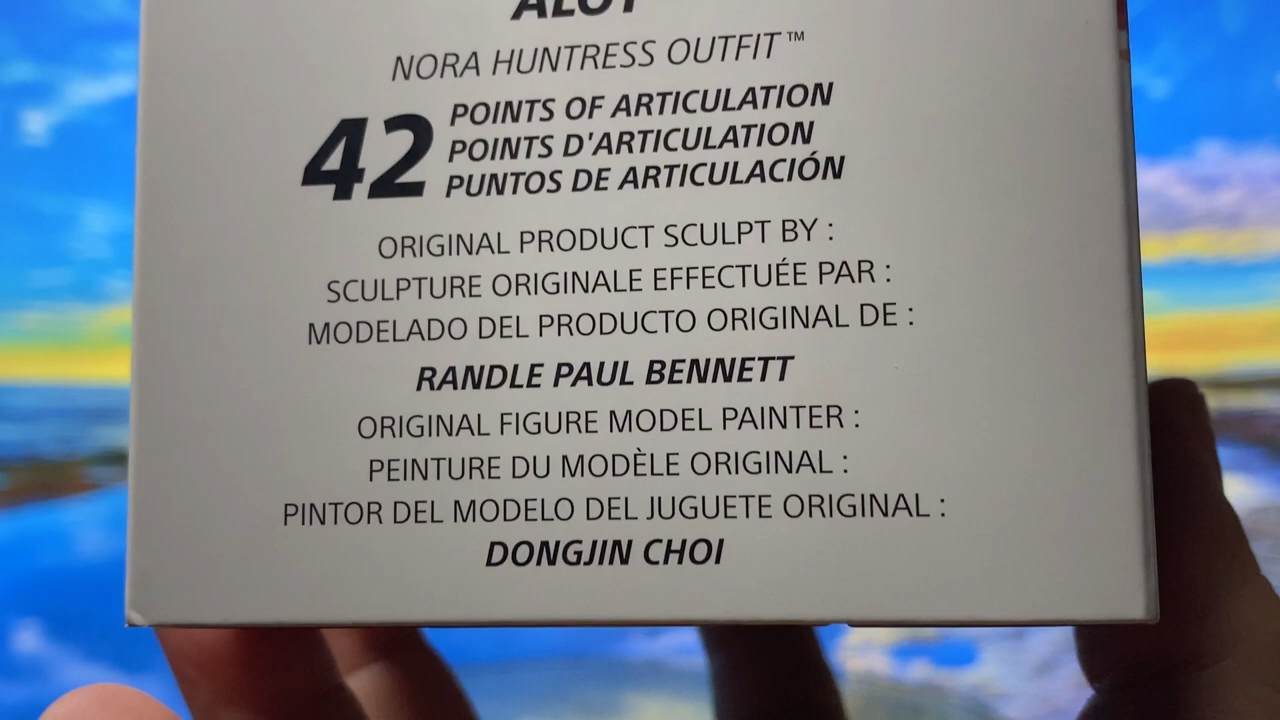 ALOY
NORA HUNTRESS OUTFIT™
42 POINTS OF ARTICULATION
POINTS D'ARTICULATION
PUNTOS DE ARTICULACIÓN
ORIGINAL PRODUCT SCULPT BY :
SCULPTURE ORIGINALE EFFECTUÉE PAR :
MODELADO DEL PRODUCTO ORIGINAL DE :
RANDLE PAUL BENNETT
ORIGINAL FIGURE MODEL PAINTER :
PEINTURE DU MODÈLE ORIGINAL :
PINTOR DEL MODELO DEL JUGUETE ORIGINAL :
DONGJIN CHOI